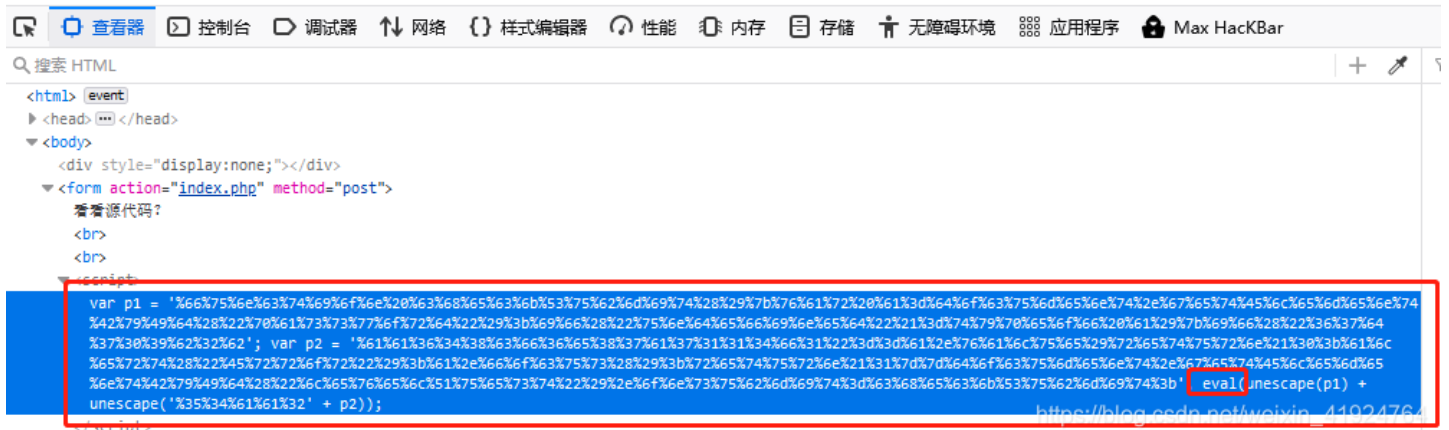 查看器 控制台 调试器 网络 {} 样式编辑器 性能 内存 存储 无障碍环境 应用程序 Max HacKBar
搜索 HTML
<html> event
<head> ••• </head>
<body>
<div style="display:none;"></div>
<form action="index.php" method="post">
看看源代码?
<br>
<br>
<script>
var p1 = '%66%75%6e%63%74%69%6f%6e%20%63%68%65%63%6b%53%75%62%6d%69%74%28%29%7b%76%61%72%20%61%3d%64%6f%63%75%6d%65%6e%74%2e%67%65%74%45%6c%65%6d%65%6e%74
%42%79%49%64%28%22%70%61%73%73%77%6f%72%64%22%29%3b%69%66%28%22%75%6e%64%65%66%69%6e%65%64%22%21%3d%74%79%70%65%6f%66%20%61%29%7b%69%66%28%22%36%37%64
%37%30%39%62%32%62'; var p2 = '%61%61%36%34%38%63%66%36%65%38%37%61%37%31%31%34%66%31%22%3d%3d%61%2e%76%61%6c%75%65%29%72%65%74%75%72%6e%21%30%3b%61%6c
%65%72%74%28%22%45%72%72%6f%72%22%29%3b%61%2e%66%6f%63%75%73%28%29%3b%72%65%74%75%72%6e%21%31%7d%7d%64%6f%63%75%6d%65%6e%74%2e%67%65%74%45%6c%65%6d%65
%6e%74%42%79%49%64%28%22%6c%65%76%65%6c%51%75%65%73%74%22%29%2e%6f%6e%73%75%62%6d%69%74%3d%63%68%65%63%6b%53%75%62%6d%69%74%3b' eval(unescape(p1) +
unescape('%35%34%61%61%32' + p2));
https://blog.csdn.net/weixin_41924764